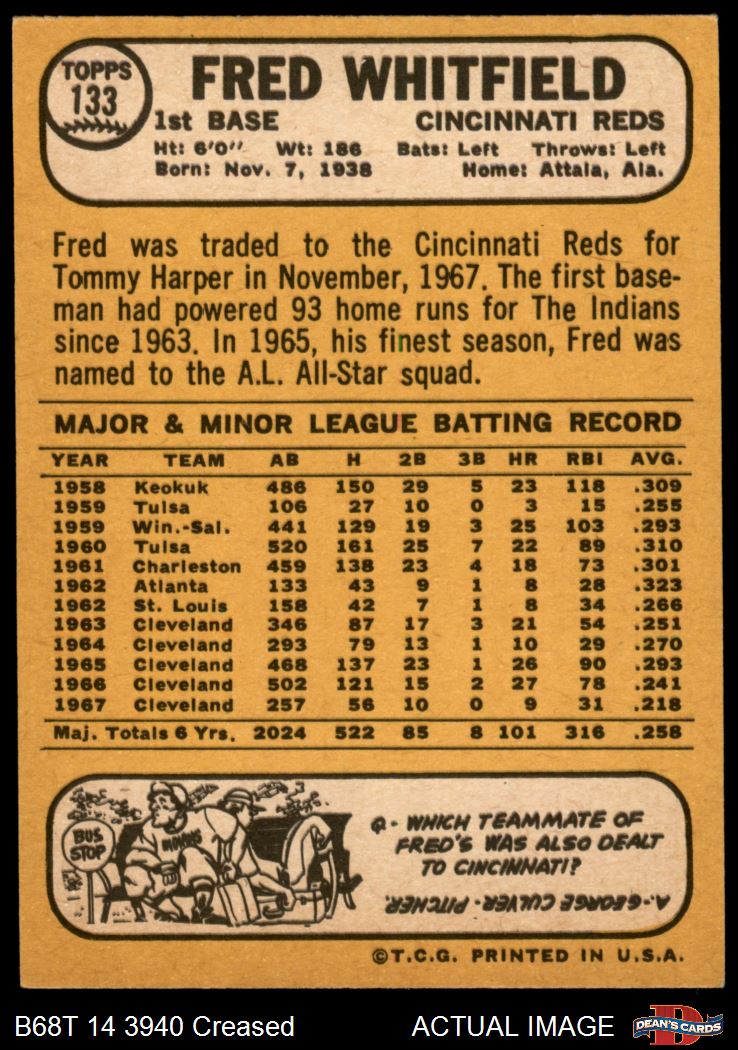 TOPPS
133
FRED WHITFIELD
1st BASE CINCINNATI REDS
Ht: 6'0" Wt: 186 Bats: Left Throws: Left
Born: Nov. 7, 1938 Home: Attala, Ala.
Fred was traded to the Cincinnati Reds for
Tommy Harper in November, 1967. The first base-
man had powered 93 home runs for The Indians
since 1963. In 1965, his finest season, Fred was
named to the A.L. All-Star squad.
MAJOR & MINOR LEAGUE BATTING RECORD
YEAR TEAM AB H 2B 3B HR RBI AVG.
1958 Keokuk 486 150 29 5 23 118 .309
1959 Tulsa 106 27 10 0 3 15 .255
1959 Win.-Sal. 441 129 19 3 25 103 .293
1960 Tulsa 520 161 25 7 22 89 .310
1961 Charleston 459 138 23 4 18 73 .301
1962 Atlanta 133 43 9 1 8 28 .323
1962 St. Louis 158 42 7 1 8 34 .266
1963 Cleveland 346 87 17 3 21 54 .251
1964 Cleveland 293 79 13 1 10 29 .270
1965 Cleveland 468 137 23 1 26 90 .293
1966 Cleveland 502 121 15 2 27 78 .241
1967 Cleveland 257 56 10 0 9 31 .218
Maj. Totals 6 Yrs. 2024 522 85 8 101 316 .258
BUS
STOP
INDIANS
Q- WHICH TEAMMATE OF
FRED'S WAS ALSO DEALT
TO CINCINNATI?
A-GEORGE CULVER-PITCHER.
©T.C.G. PRINTED IN U.S.A.
B68T 14 3940 Creased ACTUAL IMAGE
DEAN'S CARDS